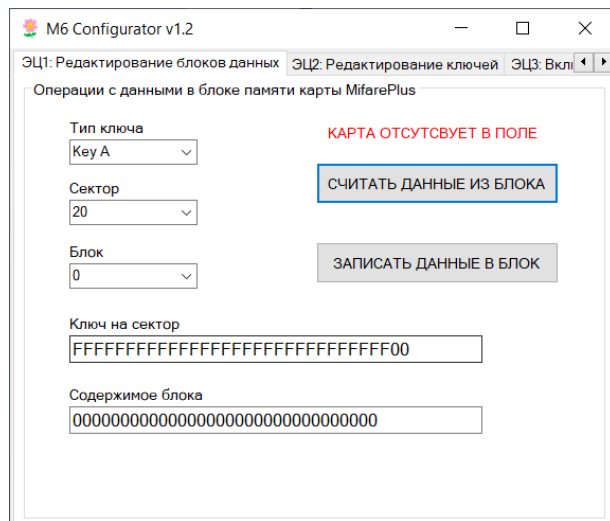 M6 Configurator v1.2
ЭЦ1: Редактирование блоков данных ЭЦ2: Редактирование ключей ЭЦ3: Вкл
Операции с данными в блоке памяти карты MifarePlus
Тип ключа
КАРТА ОТСУТСВУЕТ В ПОЛЕ
Key A
СЧИТАТЬ ДАННЫЕ ИЗ БЛОКА
Сектор
20
Блок
ЗАПИСАТЬ ДАННЫЕ В БЛОК
0
Ключ на сектор
FFFFFFFFFFFFFFFFFFFFFFFFFFFFFF00
Содержимое блока
00000000000000000000000000000000